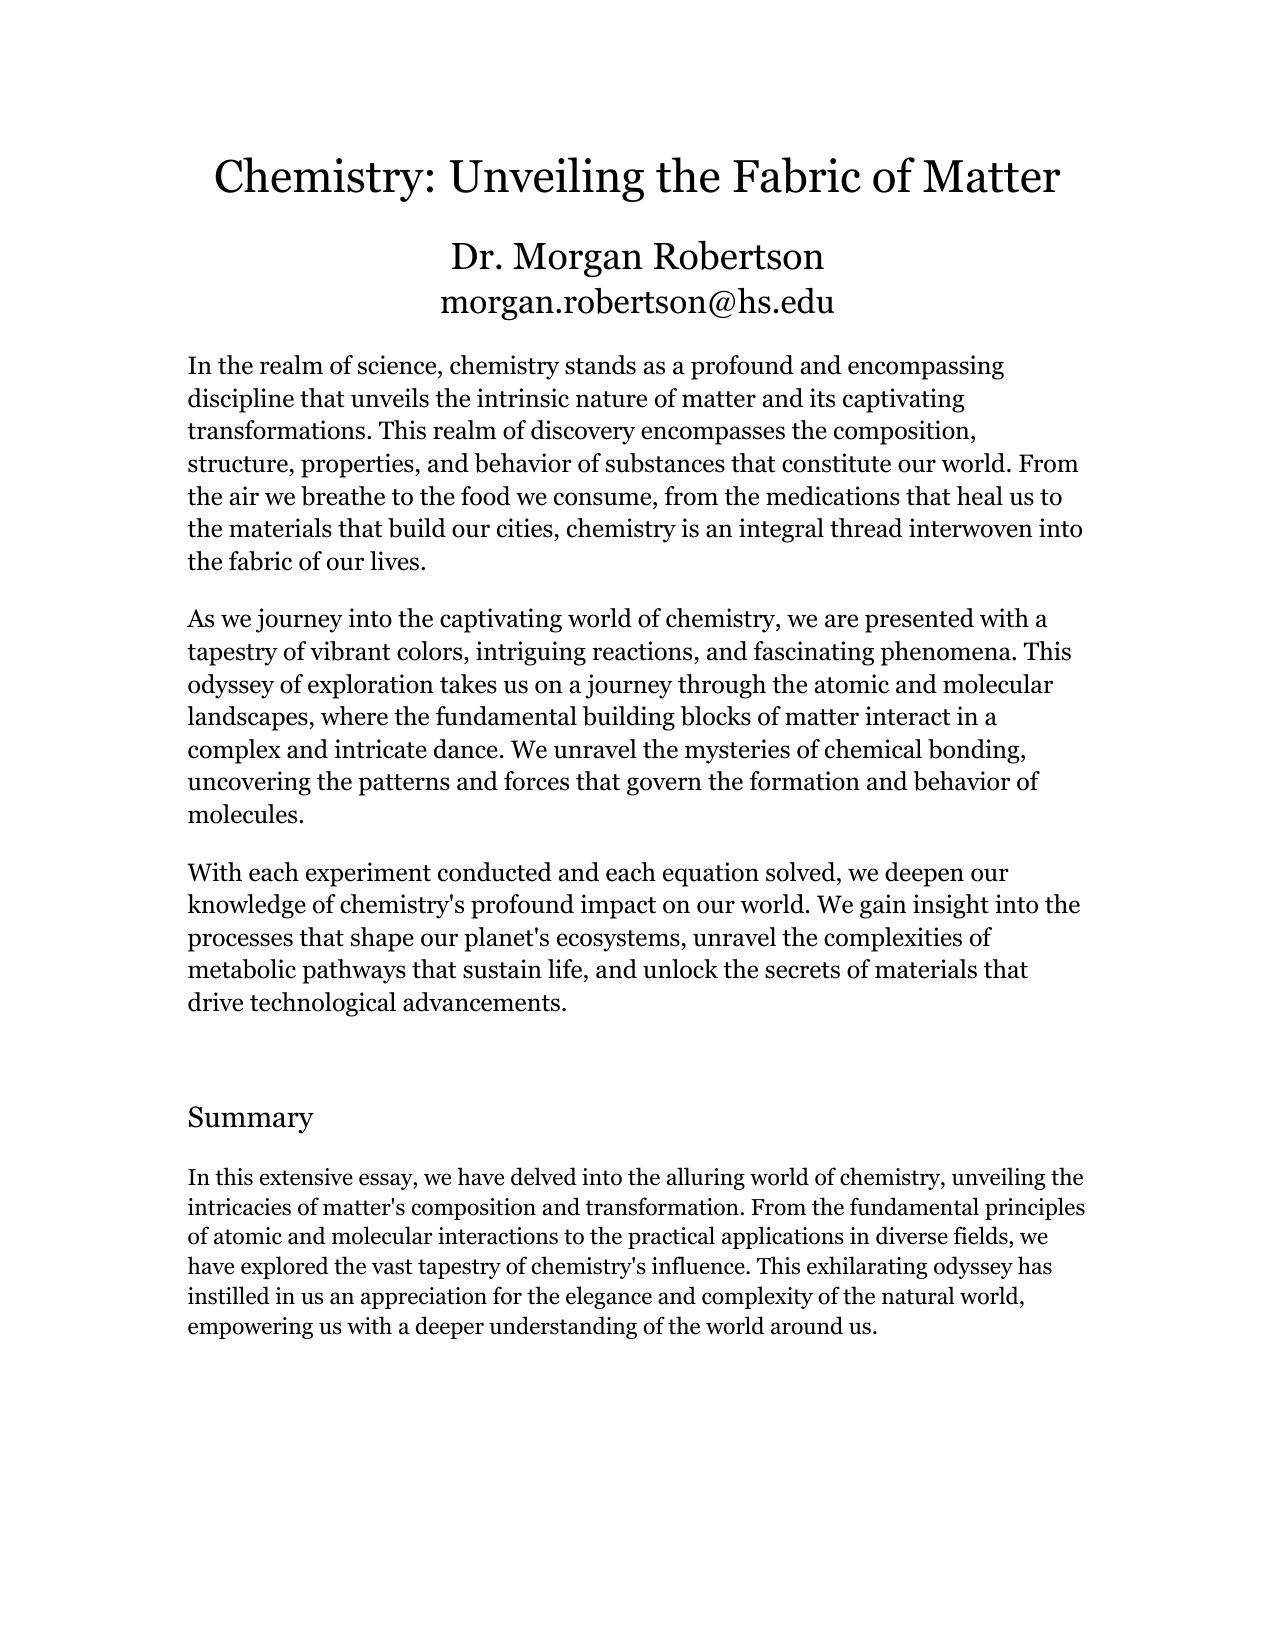 Chemistry: Unveiling the Fabric of Matter
Dr. Morgan Robertson
morgan.robertson@hs.edu
In the realm of science, chemistry stands as a profound and encompassing
discipline that unveils the intrinsic nature of matter and its captivating
transformations. This realm of discovery encompasses the composition,
structure, properties, and behavior of substances that constitute our world. From
the air we breathe to the food we consume, from the medications that heal us to
the materials that build our cities, chemistry is an integral thread interwoven into
the fabric of our lives.
As we journey into the captivating world of chemistry, we are presented with a
tapestry of vibrant colors, intriguing reactions, and fascinating phenomena. This
odyssey of exploration takes us on a journey through the atomic and molecular
landscapes, where the fundamental building blocks of matter interact in a
complex and intricate dance. We unravel the mysteries of chemical bonding,
uncovering the patterns and forces that govern the formation and behavior of
molecules.
With each experiment conducted and each equation solved, we deepen our
knowledge of chemistry's profound impact on our world. We gain insight into the
processes that shape our planet's ecosystems, unravel the complexities of
metabolic pathways that sustain life, and unlock the secrets of materials that
drive technological advancements.
Summary
In this extensive essay, we have delved into the alluring world of chemistry, unveiling the
intricacies of matter's composition and transformation. From the fundamental principles
of atomic and molecular interactions to the practical applications in diverse fields, we
have explored the vast tapestry of chemistry's influence. This exhilarating odyssey has
instilled in us an appreciation for the elegance and complexity of the natural world,
empowering us with a deeper understanding of the world around us.